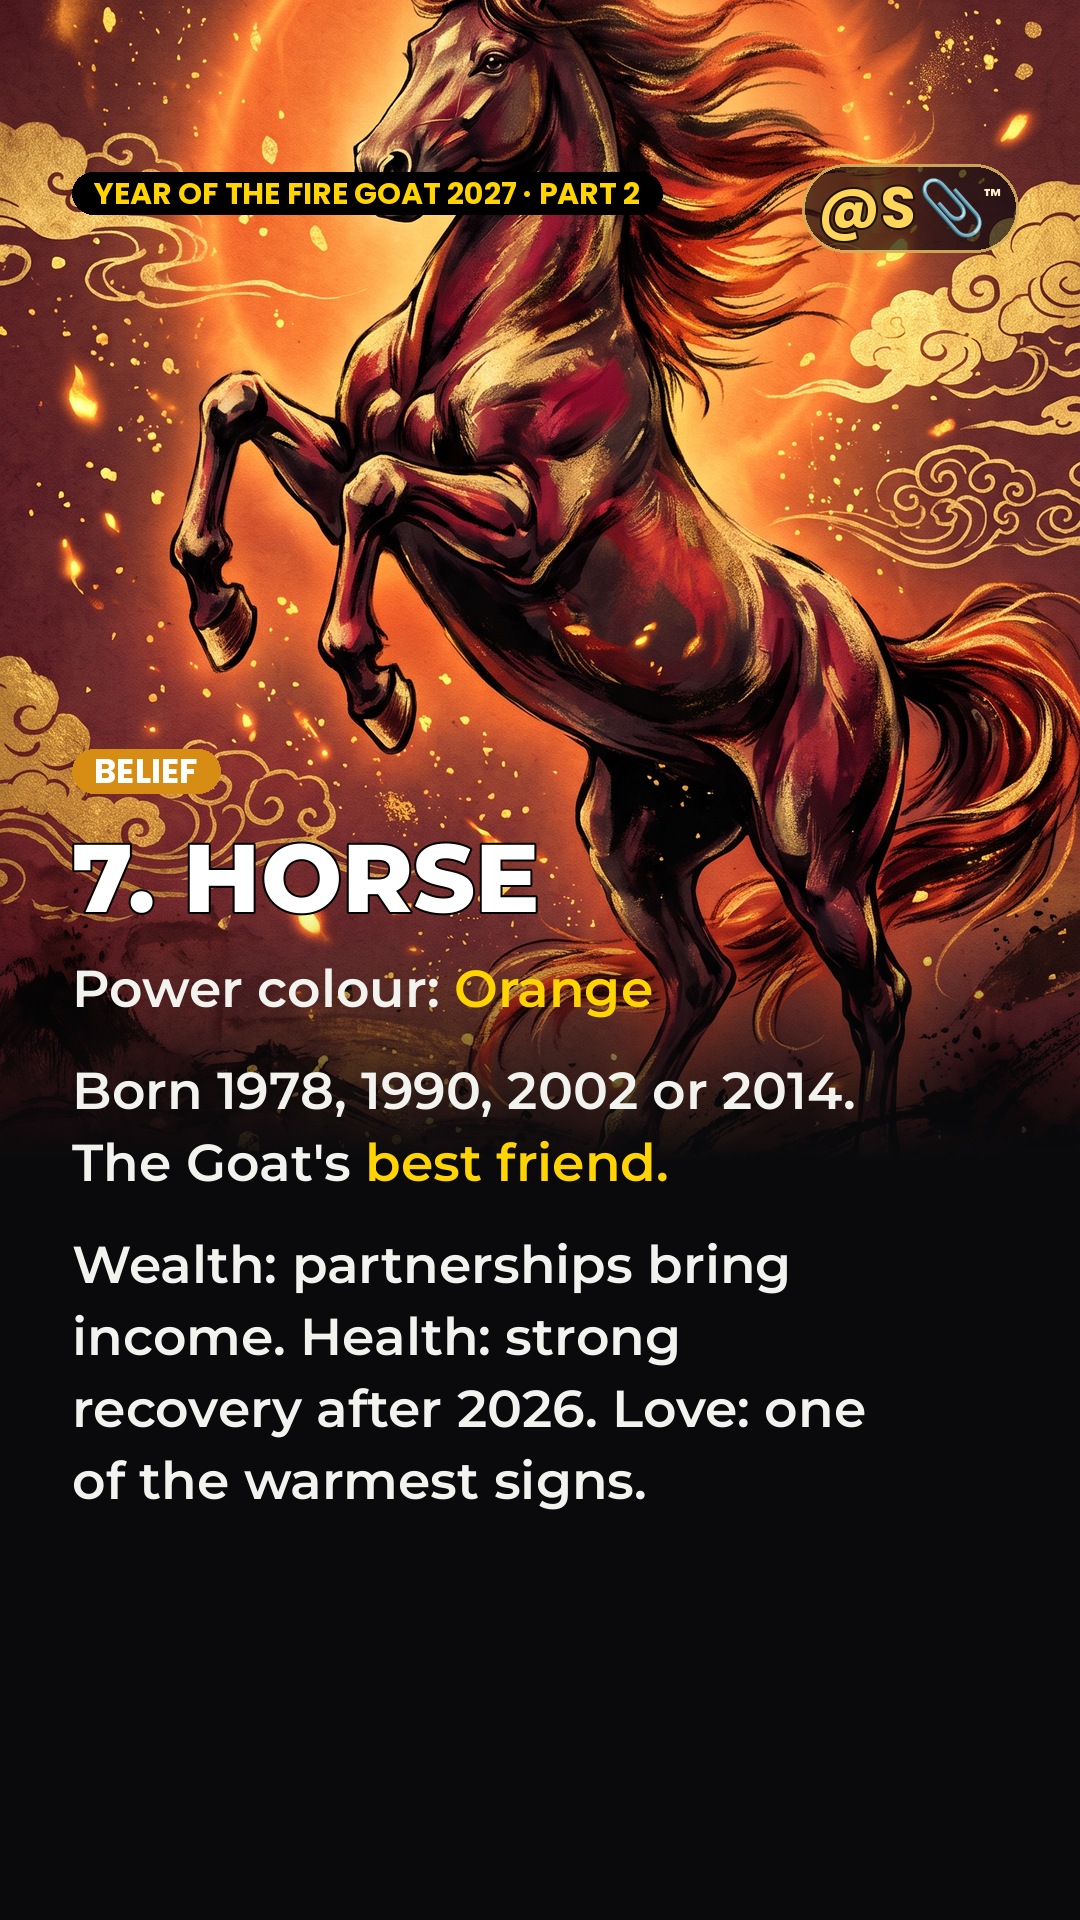 YEAR OF THE FIRE GOAT 2027 · PART 2
@S📎™
BELIEF
7. HORSE
Power colour: Orange
Born 1978, 1990, 2002 or 2014.
The Goat's best friend.
Wealth: partnerships bring
income. Health: strong
recovery after 2026. Love: one
of the warmest signs.